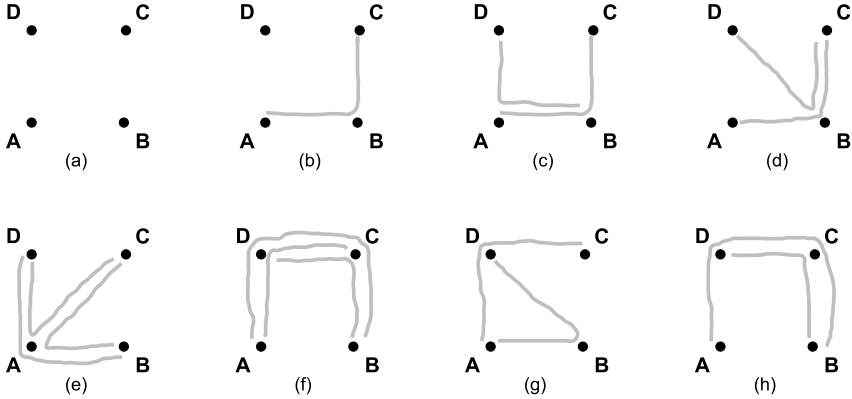 D C D C D C D C
A B A B A B A B
(a) (b) (c) (d)
D C D C D C D C
A B A B A B A B
(e) (f) (g) (h)